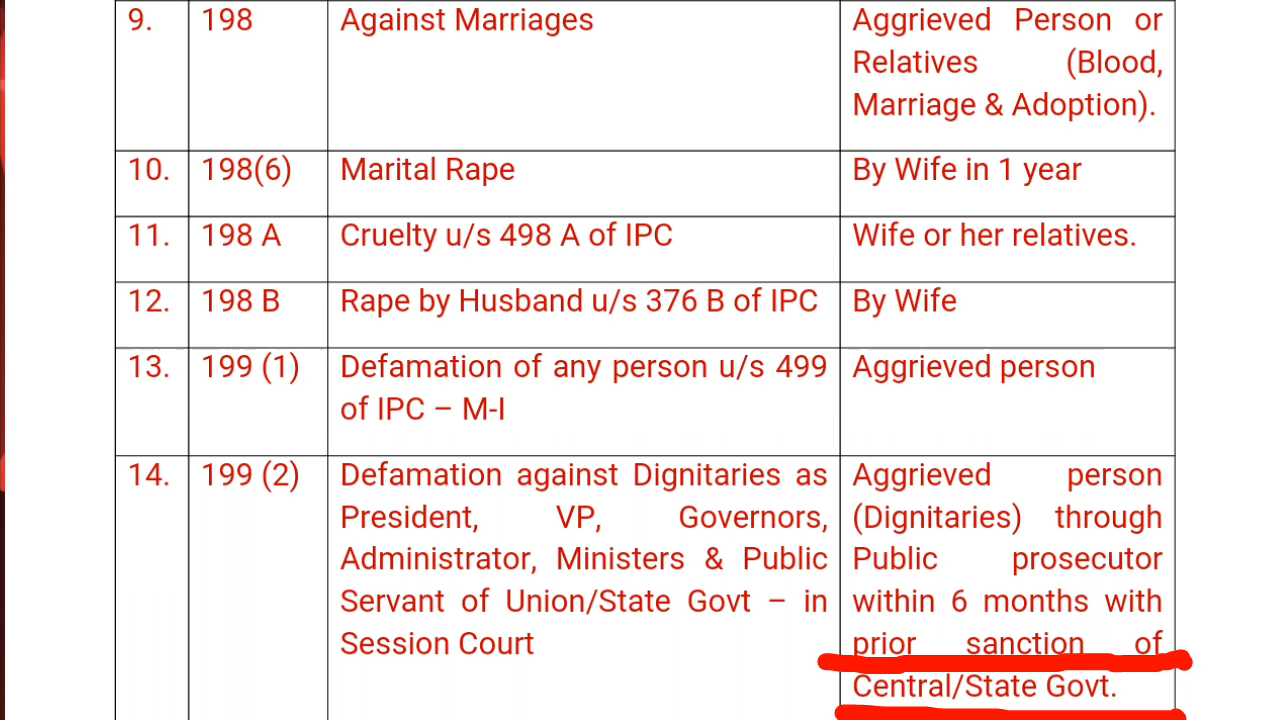 9. 198 Against Marriages Aggrieved Person or
Relatives (Blood,
Marriage & Adoption).
10. 198(6) Marital Rape By Wife in 1 year
11. 198 A Cruelty u/s 498 A of IPC Wife or her relatives.
12. 198 B Rape by Husband u/s 376 B of IPC By Wife
13. 199 (1) Defamation of any person u/s 499 Aggrieved person
of IPC – M-I
14. 199 (2) Defamation against Dignitaries as Aggrieved person
President, VP, Governors, (Dignitaries) through
Administrator, Ministers & Public Public prosecutor
Servant of Union/State Govt – in within 6 months with
Session Court prior sanction of
Central/State Govt.